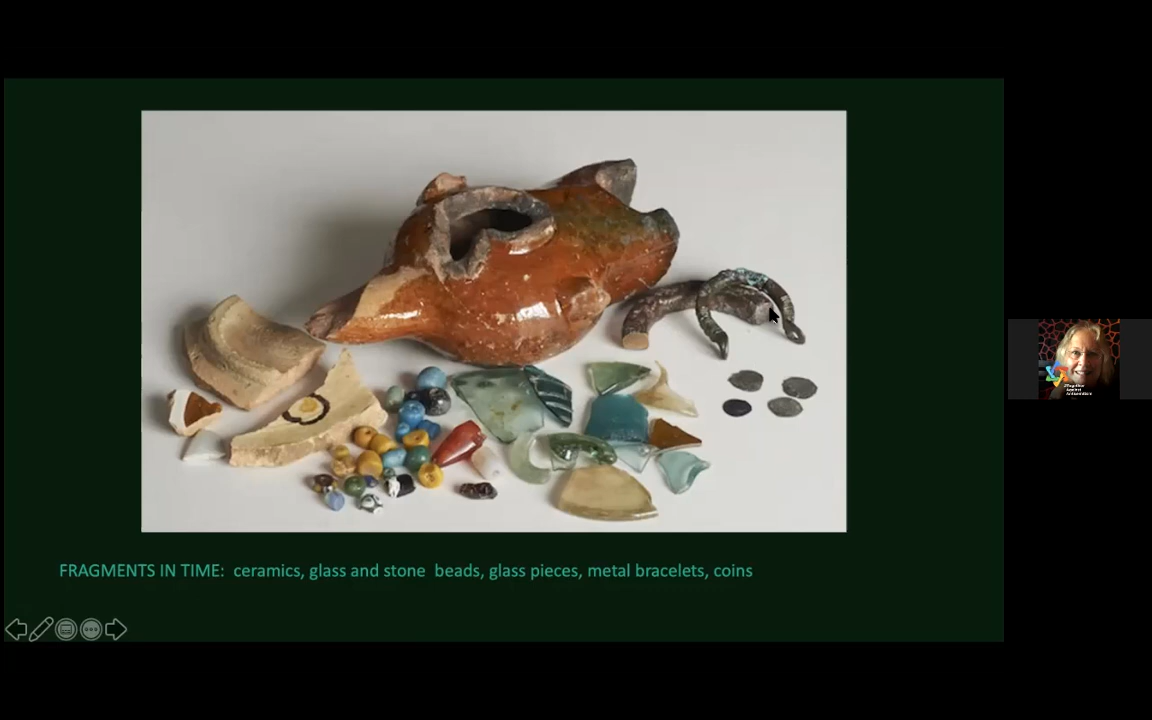 FRAGMENTS IN TIME: ceramics, glass and stone beads, glass pieces, metal bracelets, coins